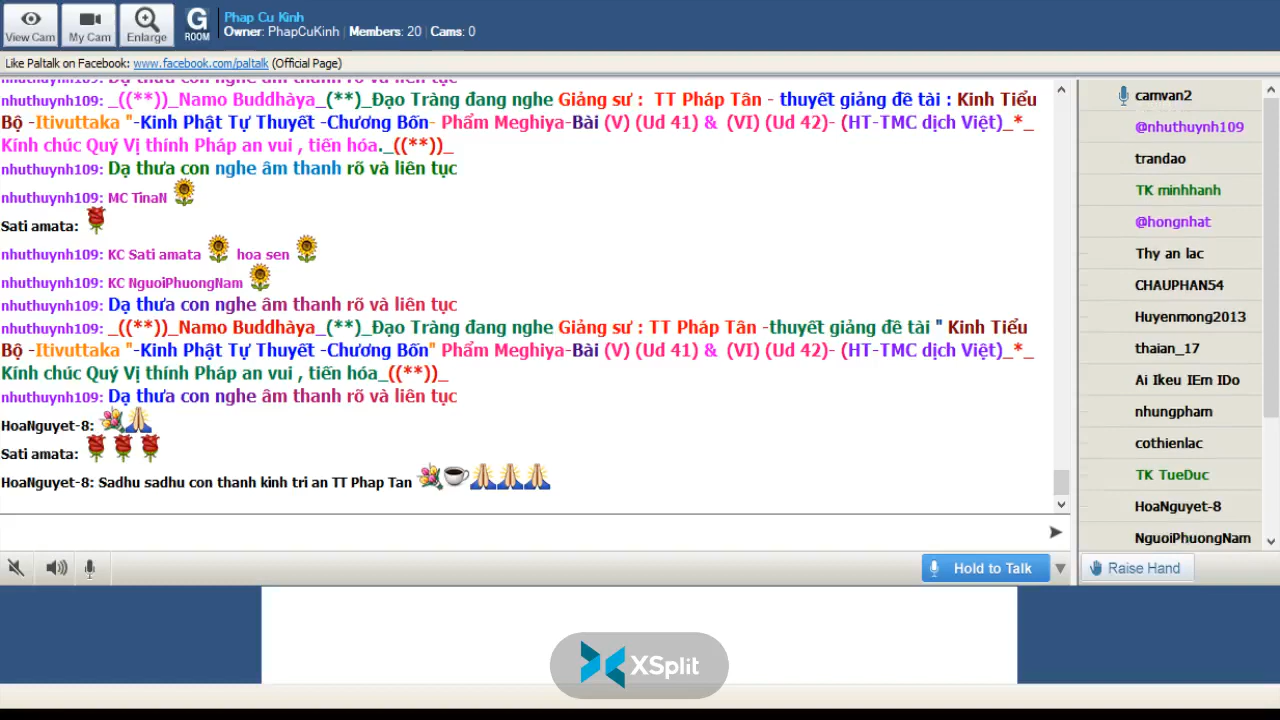 View Cam
My Cam
Enlarge
G
ROOM
Phap Cu Kinh
Owner: PhapCuKinh | Members: 20 | Cams: 0
Like Paltalk on Facebook: www.facebook.com/paltalk (Official Page)
nhuthuynh109: Dạ thưa con nghe âm thanh rõ và liên tục
nhuthuynh109: _((**))_Namo Buddhàya_(**)_Đạo Tràng đang nghe Giảng sư : TT Pháp Tân - thuyết giảng đề tài : Kinh Tiểu
Bộ -Itivuttaka "-Kinh Phật Tự Thuyết -Chương Bốn- Phẩm Meghiya-Bài (V) (Ud 41) & (VI) (Ud 42)- (HT-TMC dịch Việt)_*_
Kính chúc Quý Vị thính Pháp an vui , tiến hóa._((**))_
nhuthuynh109: Dạ thưa con nghe âm thanh rõ và liên tục
nhuthuynh109: MC TinaN
Sati amata:
nhuthuynh109: KC Sati amata hoa sen
nhuthuynh109: KC NguoiPhuongNam
nhuthuynh109: Dạ thưa con nghe âm thanh rõ và liên tục
nhuthuynh109: _((**))_Namo Buddhàya_(**)_Đạo Tràng đang nghe Giảng sư : TT Pháp Tân -thuyết giảng đề tài " Kinh Tiểu
Bộ -Itivuttaka "-Kinh Phật Tự Thuyết -Chương Bốn" Phẩm Meghiya-Bài (V) (Ud 41) & (VI) (Ud 42)- (HT-TMC dịch Việt)_*_
Kính chúc Quý Vị thính Pháp an vui , tiến hóa_((**))_
nhuthuynh109: Dạ thưa con nghe âm thanh rõ và liên tục
HoaNguyet-8:
Sati amata:
HoaNguyet-8: Sadhu sadhu con thanh kinh tri an TT Phap Tan
camvan2
@nhuthuynh109
trandao
TK minhhanh
@hongnhat
Thy an lac
CHAUPHAN54
Huyenmong2013
thaian_17
Ai Ikeu IEm IDo
nhungpham
cothienlac
TK TueDuc
HoaNguyet-8
NguoiPhuongNam
Hold to Talk
Raise Hand
XSplit